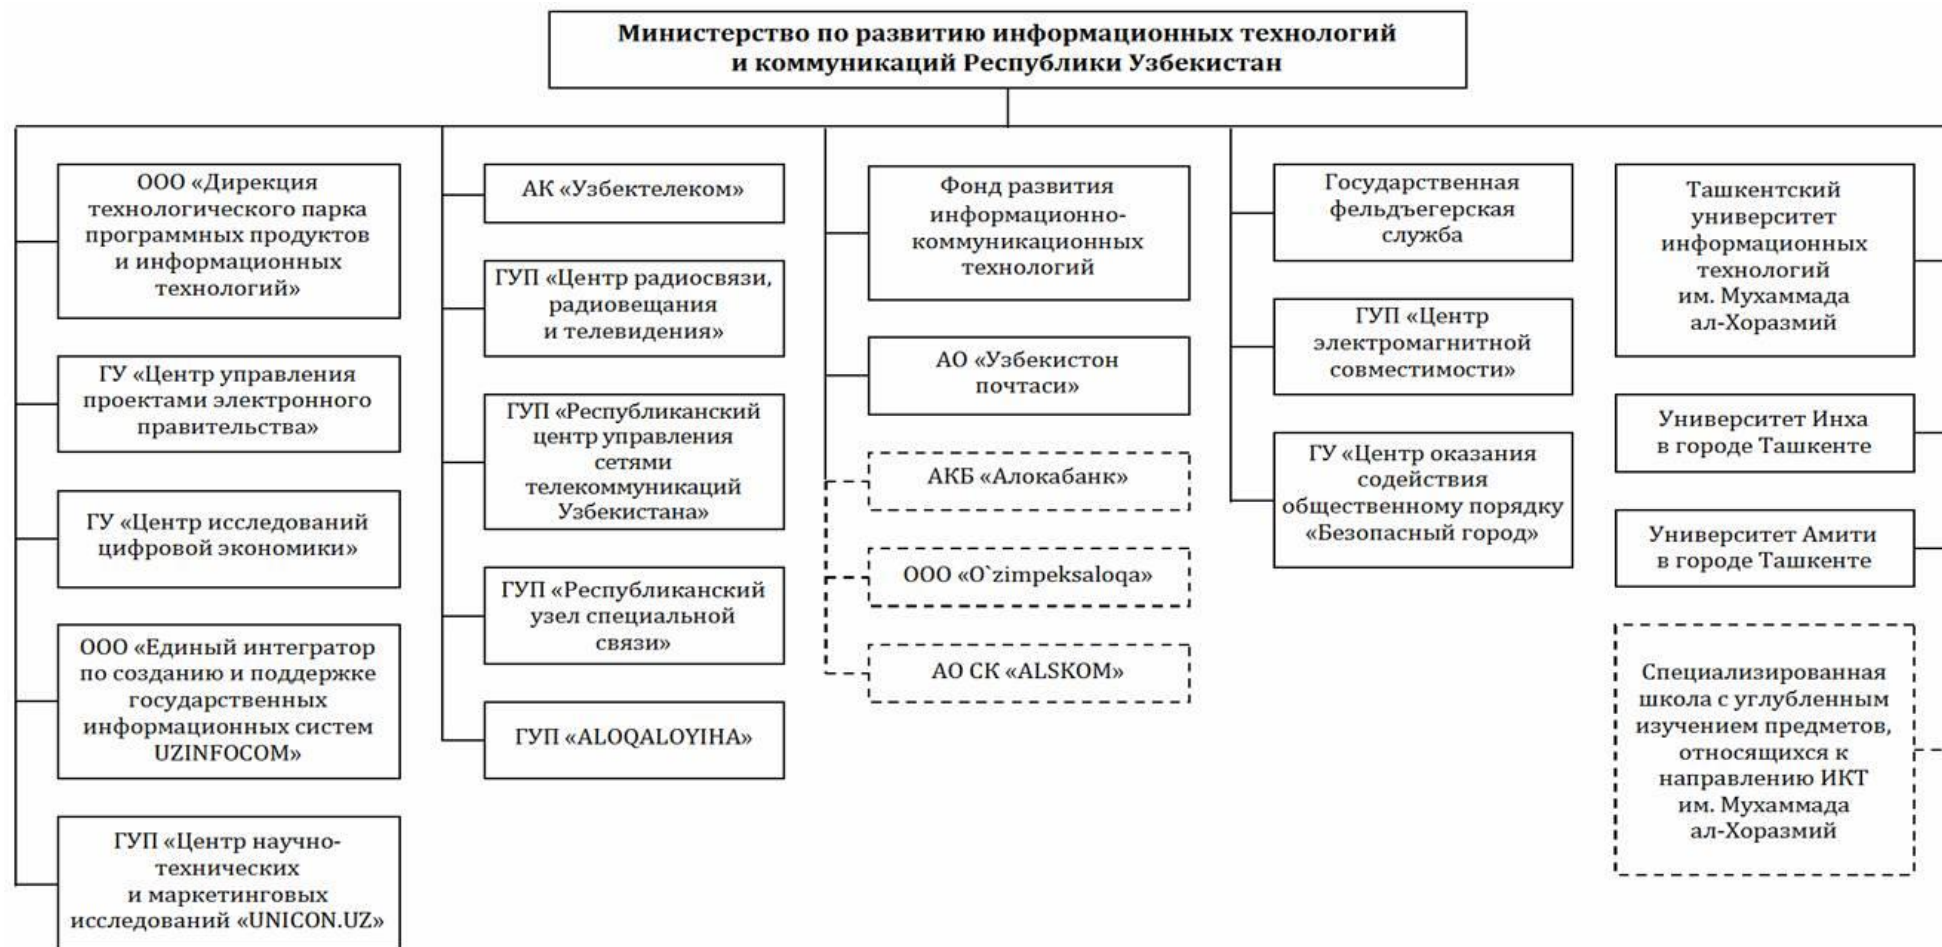 Министерство по развитию информационных технологий
и коммуникаций Республики Узбекистан
ООО «Дирекция
технологического парка
программных продуктов
и информационных
технологий»
ГУ «Центр управления
проектами электронного
правительства»
ГУ «Центр исследований
цифровой экономики»
ООО «Единый интегратор
по созданию и поддержке
государственных
информационных систем
UZINFOCOM»
ГУП «Центр научно-
технических
и маркетинговых
исследований «UNICON.UZ»
АК «Узбектелеком»
ГУП «Центр радиосвязи,
радиовещания
и телевидения»
ГУП «Республиканский
центр управления
сетями
телекоммуникаций
Узбекистана»
ГУП «Республиканский
узел специальной
связи»
ГУП «ALOQALOYIHA»
Фонд развития
информационно-
коммуникационных
технологий
АО «Узбекистон
почтаси»
АКБ «Алокабанк»
ООО «O`zimpeksaloqa»
АО СК «ALSKOM»
Государственная
фельдъегерская
служба
ГУП «Центр
электромагнитной
совместимости»
ГУ «Центр оказания
содействия
общественному порядку
«Безопасный город»
Ташкентский
университет
информационных
технологий
им. Мухаммада
ал-Хоразмий
Университет Инха
в городе Ташкенте
Университет Амити
в городе Ташкенте
Специализированная
школа с углубленным
изучением предметов,
относящихся к
направлению ИКТ
им. Мухаммада
ал-Хоразмий